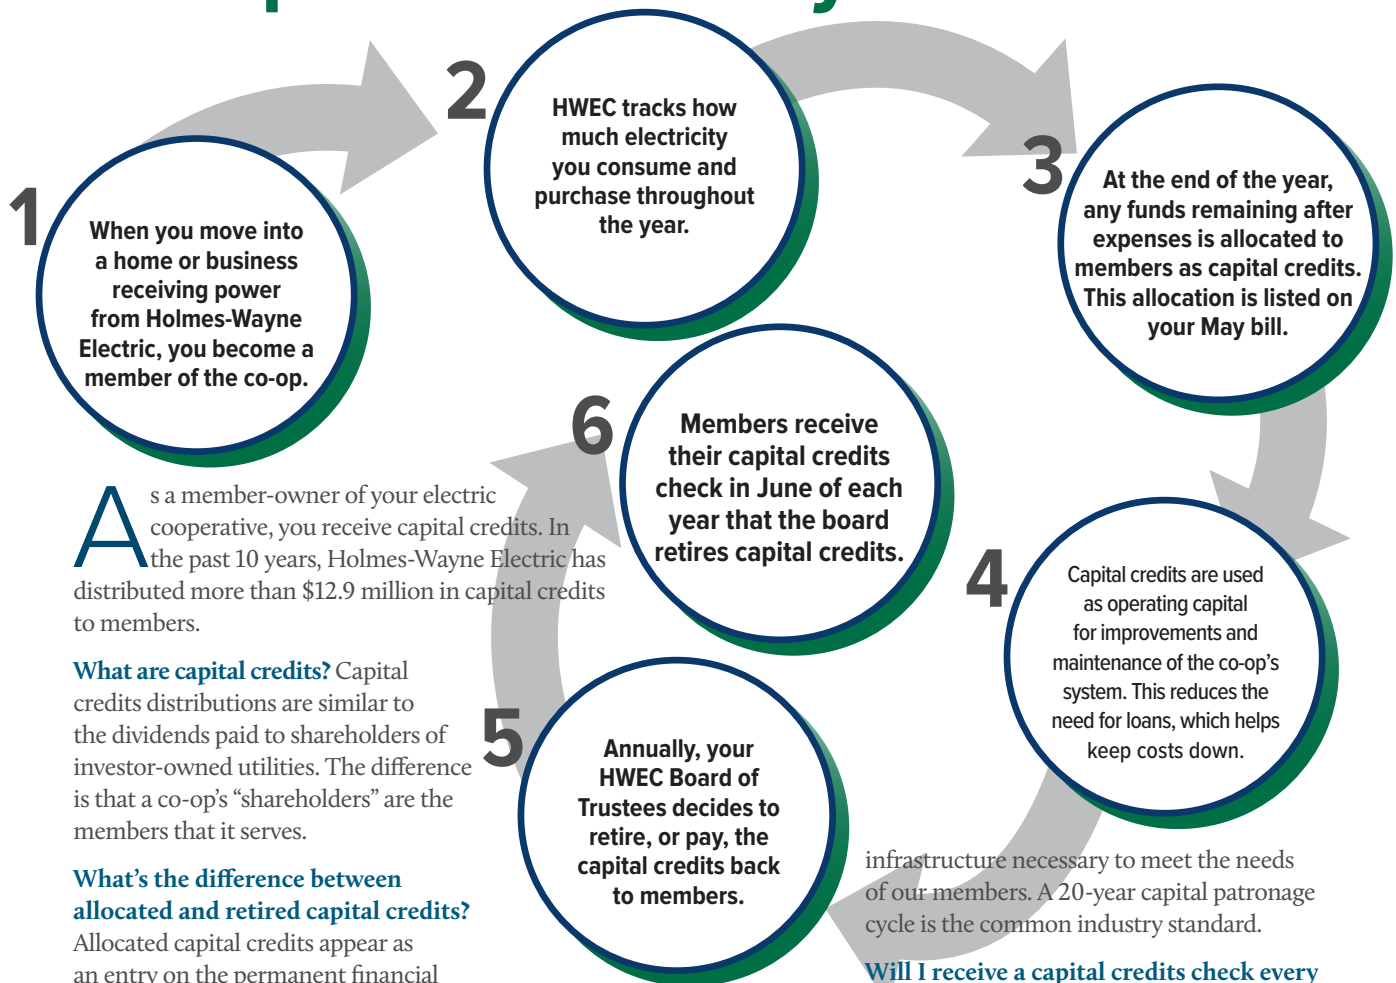 1
When you move into
a home or business
receiving power
from Holmes-Wayne
Electric, you become a
member of the co-op.
2
HWEC tracks how
much electricity
you consume and
purchase throughout
the year.
3
At the end of the year,
any funds remaining after
expenses is allocated to
members as capital credits.
This allocation is listed on
your May bill.
4
Capital credits are used
as operating capital
for improvements and
maintenance of the co-op’s
system. This reduces the
need for loans, which helps
keep costs down.
5
Annually, your
HWEC Board of
Trustees decides to
retire, or pay, the
capital credits back
to members.
6
Members receive
their capital credits
check in June of each
year that the board
retires capital credits.
As a member-owner of your electric
cooperative, you receive capital credits. In
the past 10 years, Holmes-Wayne Electric has
distributed more than $12.9 million in capital credits
to members.
What are capital credits? Capital
credits distributions are similar to
the dividends paid to shareholders of
investor-owned utilities. The difference
is that a co-op’s “shareholders” are the
members that it serves.
What’s the difference between
allocated and retired capital credits?
Allocated capital credits appear as
an entry on the permanent financial
infrastructure necessary to meet the needs
of our members. A 20-year capital patronage
cycle is the common industry standard.
Will I receive a capital credits check every